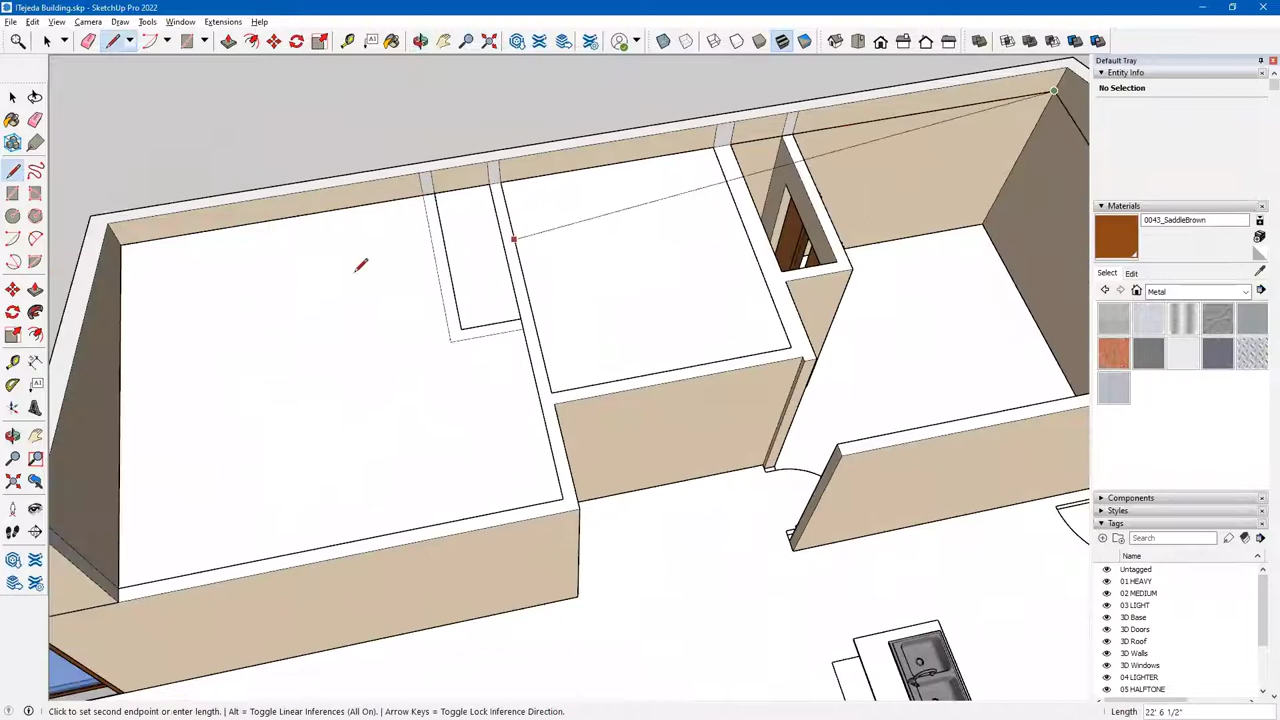 ITejeda Building.skp - SketchUp Pro 2022
File Edit View Camera Draw Tools Window Extensions Help
Default Tray
Entity Info
No Selection
Materials
0043_SaddleBrown
Select Edit
Metal
Components
Styles
Tags
Search
Name
Untagged
01 HEAVY
02 MEDIUM
03 LIGHT
3D Base
3D Doors
3D Roof
3D Walls
3D Windows
04 LIGHTER
05 HALFTONE
Click to set second endpoint or enter length. | Alt = Toggle Linear Inferences (All On). | Arrow Keys = Toggle Lock Inference Direction. Length 22' 6 1/2"